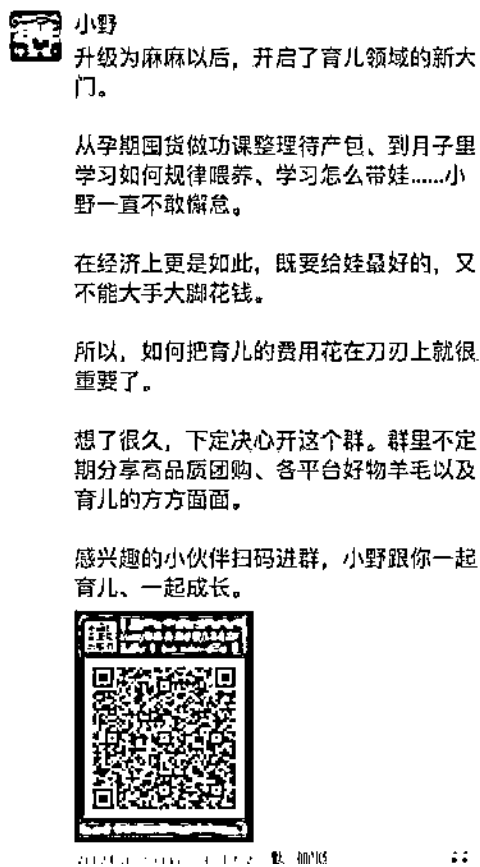 小野
升级为麻麻以后，开启了育儿领域的新大
门。
从孕期囤货做功课整理待产包、到月子里
学习如何规律喂养、学习怎么带娃......小
野一直不敢懈怠。
在经济上更是如此，既要给娃最好的，又
不能大手大脚花钱。
所以，如何把育儿的费用花在刀刃上就很
重要了。
想了很久，下定决心开这个群。群里不定
期分享高品质团购、各平台好物羊毛以及
育儿的方方面面。
感兴趣的小伙伴扫码进群，小野跟你一起
育儿、一起成长。